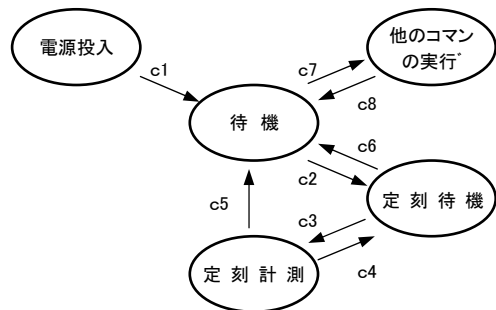 電源投入
他のコマン
の実行ﾞ
c1
c7
c8
待 機
c6
c2
c5
定 刻 待 機
c3
定 刻 計 測
c4